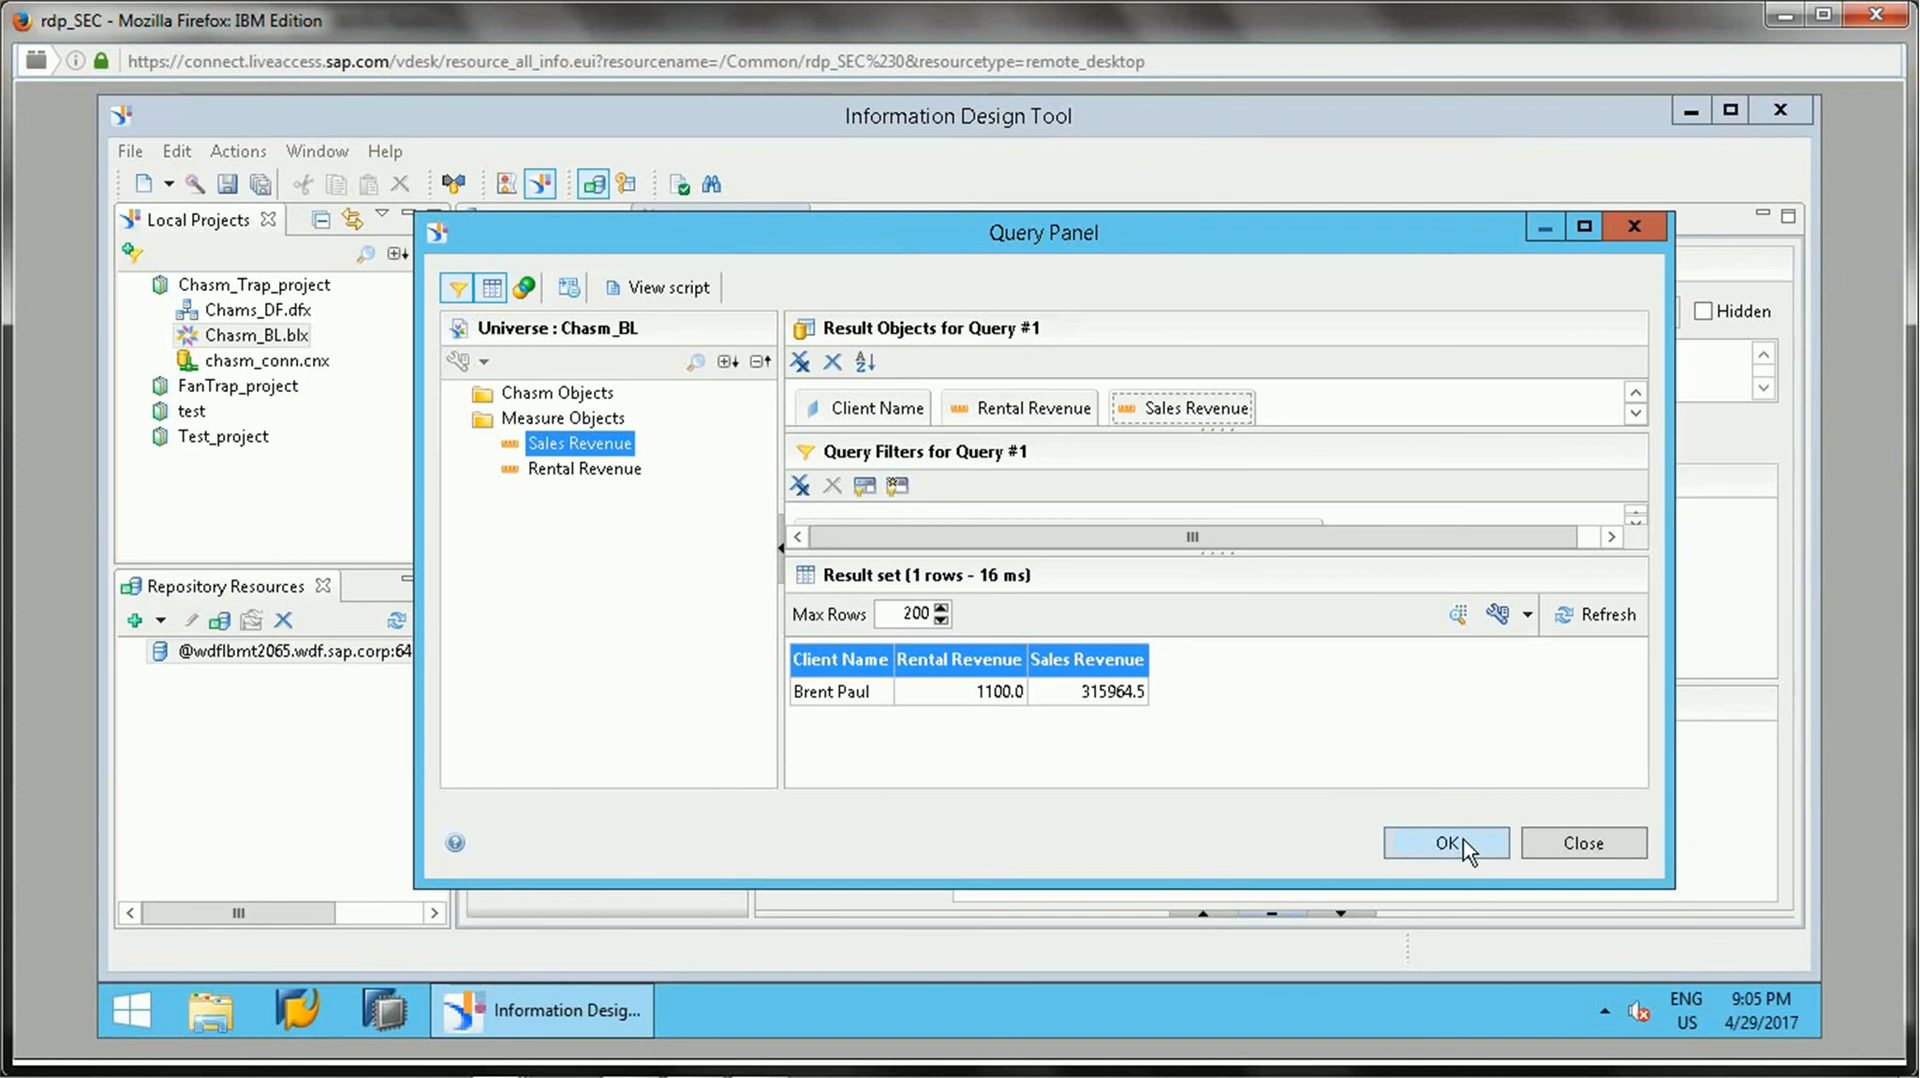 rdp_SEC - Mozilla Firefox: IBM Edition
https://connect.liveaccess.sap.com/vdesk/resource_all_info.eui?resourcename=/Common/rdp_SEC%230&resourcetype=remote_desktop
Information Design Tool
File Edit Actions Window Help
Local Projects
Chasm_Trap_project
Chams_DF.dfx
Chasm_BL.blx
chasm_conn.cnx
FanTrap_project
test
Test_project
Repository Resources
@wdflbmt2065.wdf.sap.corp:64
Hidden
Query Panel
View script
Universe : Chasm_BL
Chasm Objects
Measure Objects
Sales Revenue
Rental Revenue
Result Objects for Query #1
Client Name Rental Revenue Sales Revenue
Query Filters for Query #1
Result set (1 rows - 16 ms)
Max Rows 200 Refresh
Client Name Rental Revenue Sales Revenue
Brent Paul 1100.0 315964.5
OK Close
Information Desig...
ENG 9:05 PM
US 4/29/2017